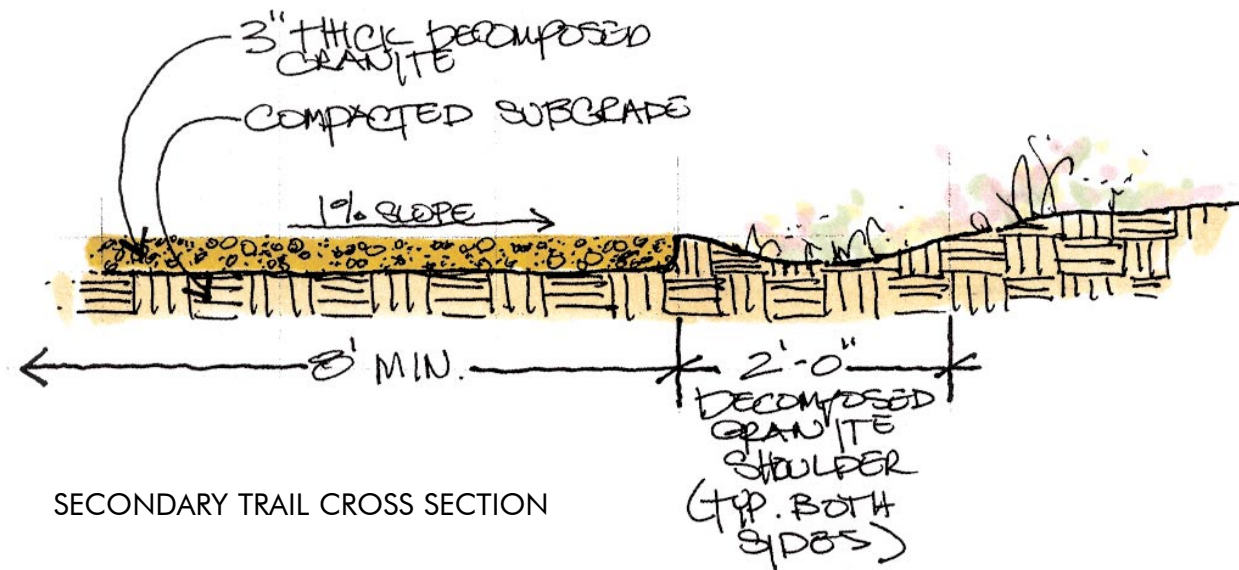 3" THICK DECOMPOSED
GRANITE
COMPACTED SUBGRADE
1% SLOPE
8' MIN.
2'-0"
DECOMPOSED
GRANITE
SHOULDER
(TYP. BOTH
SIDES)
SECONDARY TRAIL CROSS SECTION